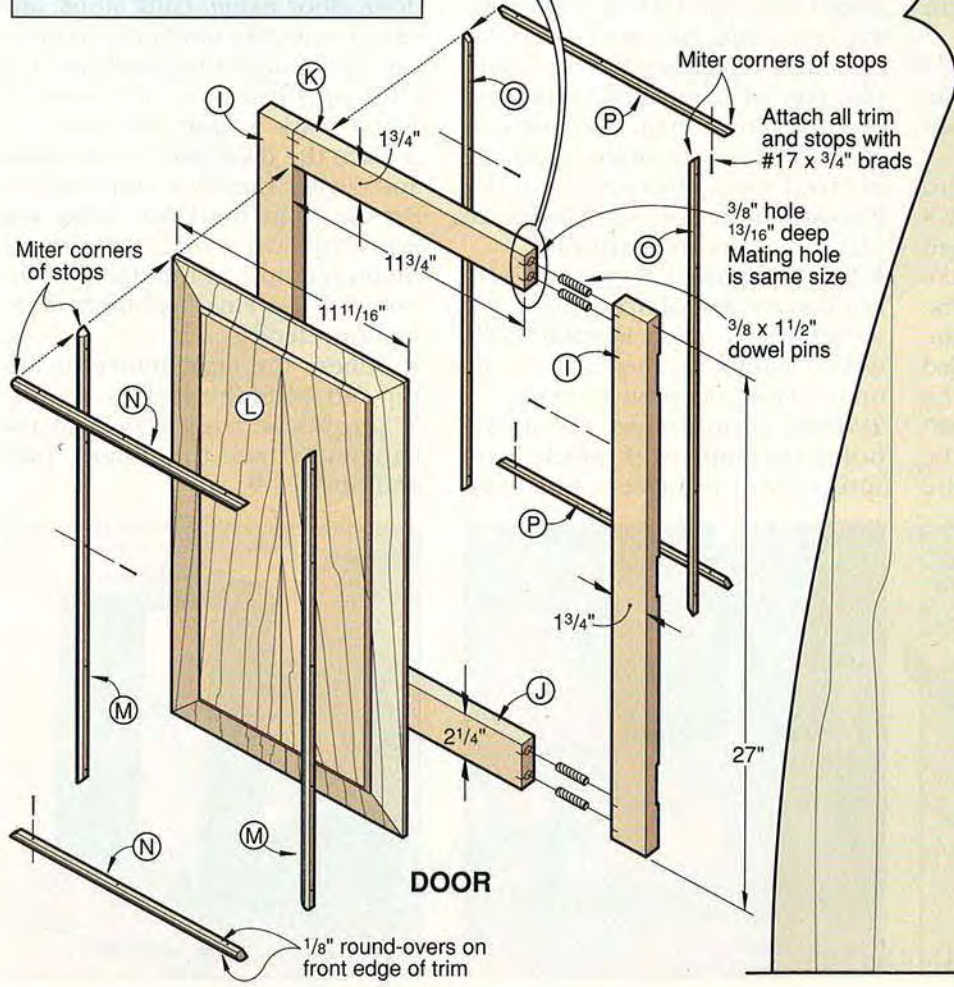 Miter corners of stops
P
Attach all trim
and stops with
#17 x 3/4" brads
O
K
I
1 3/4"
3/8" hole
13/16" deep
Mating hole
is same size
O
Miter corners
of stops
11 3/4"
11 11/16"
3/8 x 1 1/2"
dowel pins
I
N
L
P
1 3/4"
J
2 1/4"
27"
M
M
N
DOOR
1/8" round-overs on
front edge of trim